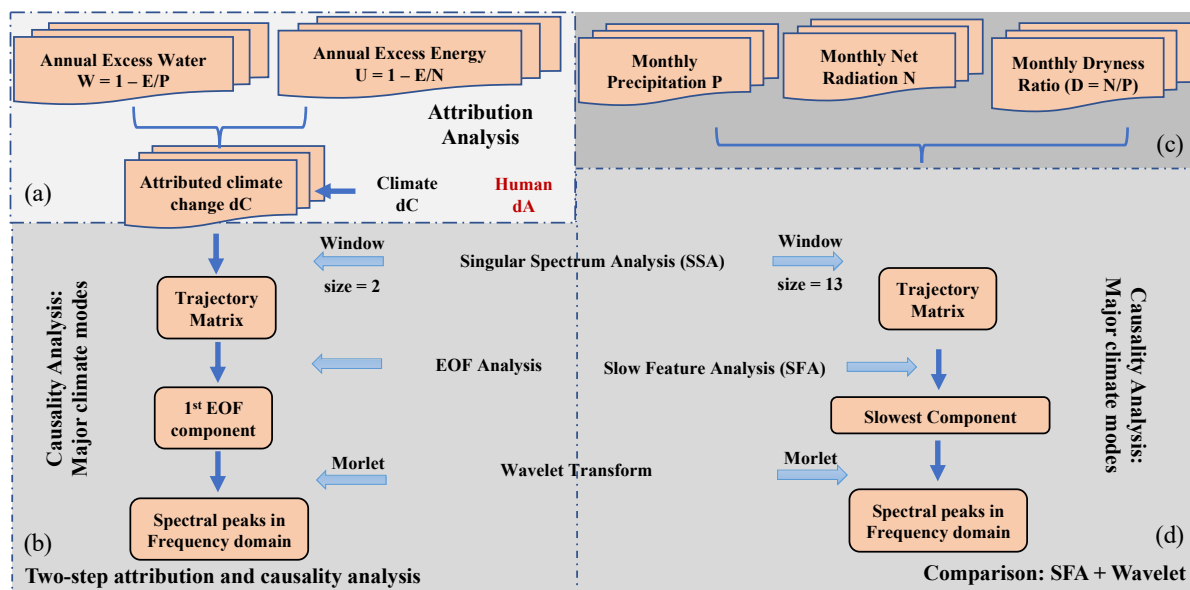 Annual Excess Water
W = 1 – E/P
Annual Excess Energy
U = 1 – E/N
Attribution
Analysis
(a)
Attributed climate
change dC
Climate
dC
Human
dA
Monthly
Precipitation P
Monthly Net
Radiation N
Monthly Dryness
Ratio (D = N/P)
(c)
Window
size = 2
Singular Spectrum Analysis (SSA)
Window
size = 13
Causality Analysis:
Major climate modes
Trajectory
Matrix
EOF Analysis
1st EOF
component
Morlet
Wavelet Transform
Spectral peaks in
Frequency domain
(b)
Two-step attribution and causality analysis
Trajectory
Matrix
Slow Feature Analysis (SFA)
Slowest Component
Morlet
Spectral peaks in
Frequency domain
Causality Analysis:
Major climate modes
(d)
Comparison: SFA + Wavelet